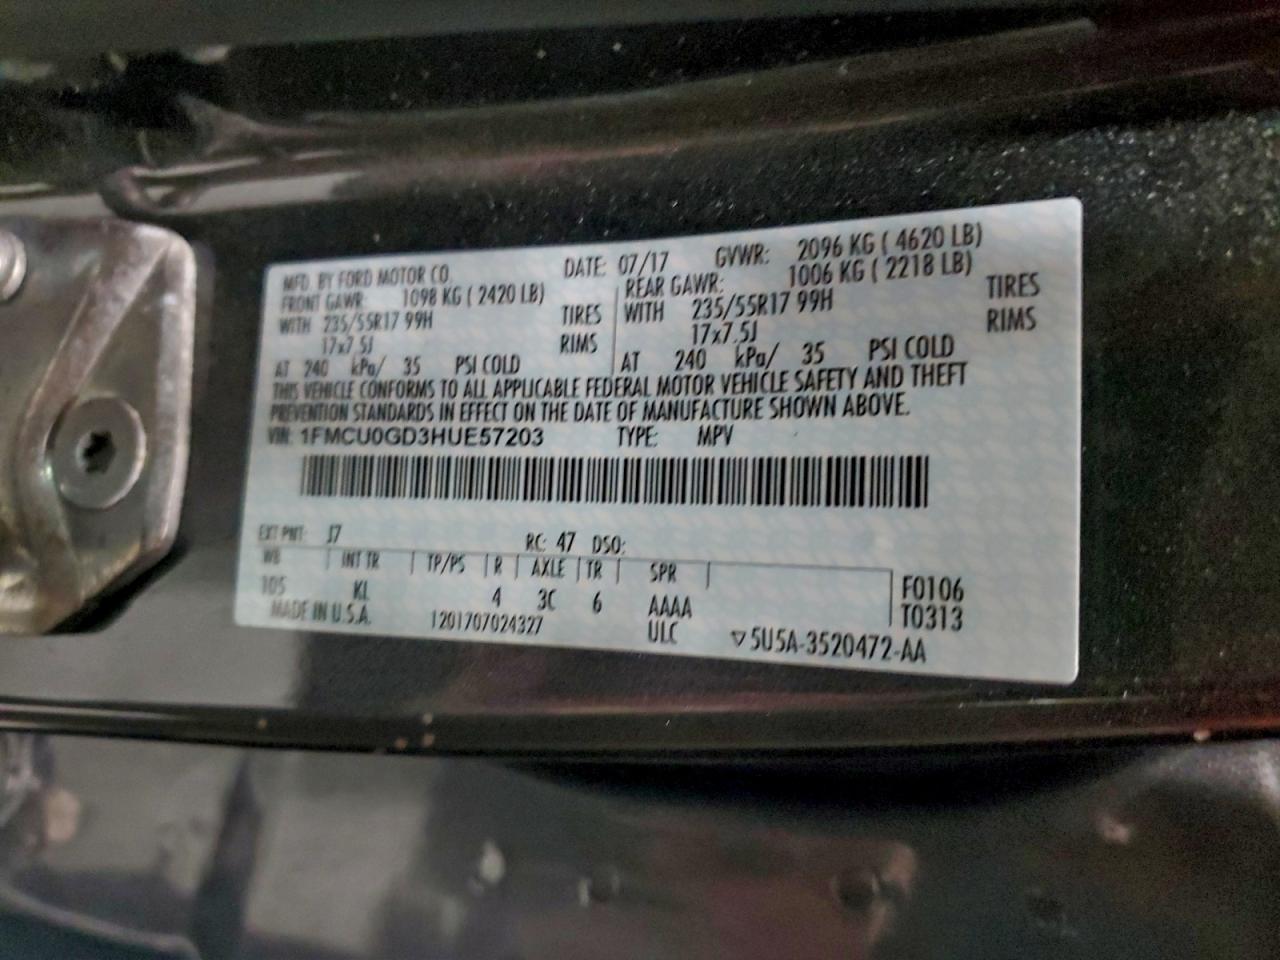 MFD. BY FORD MOTOR CO. DATE: 07/17 GVWR: 2096 KG ( 4620 LB)
FRONT GAWR: 1098 KG ( 2420 LB) REAR GAWR: 1006 KG ( 2218 LB)
WITH 235/55R17 99H TIRES WITH 235/55R17 99H TIRES
17x7.5J RIMS 17x7.5J RIMS
AT 240 kPa/ 35 PSI COLD AT 240 kPa/ 35 PSI COLD
THIS VEHICLE CONFORMS TO ALL APPLICABLE FEDERAL MOTOR VEHICLE SAFETY AND THEFT
PREVENTION STANDARDS IN EFFECT ON THE DATE OF MANUFACTURE SHOWN ABOVE.
VIN: 1FMCU0GD3HUE57203 TYPE: MPV
EXT PNT: J7 RC: 47 DSO:
WB INT TR TP/PS R AXLE TR SPR
105 KL 4 3C 6 AAAA F0106
MADE IN U.S.A. 1201707024327 ULC T0313
▽5U5A-3520472-AA